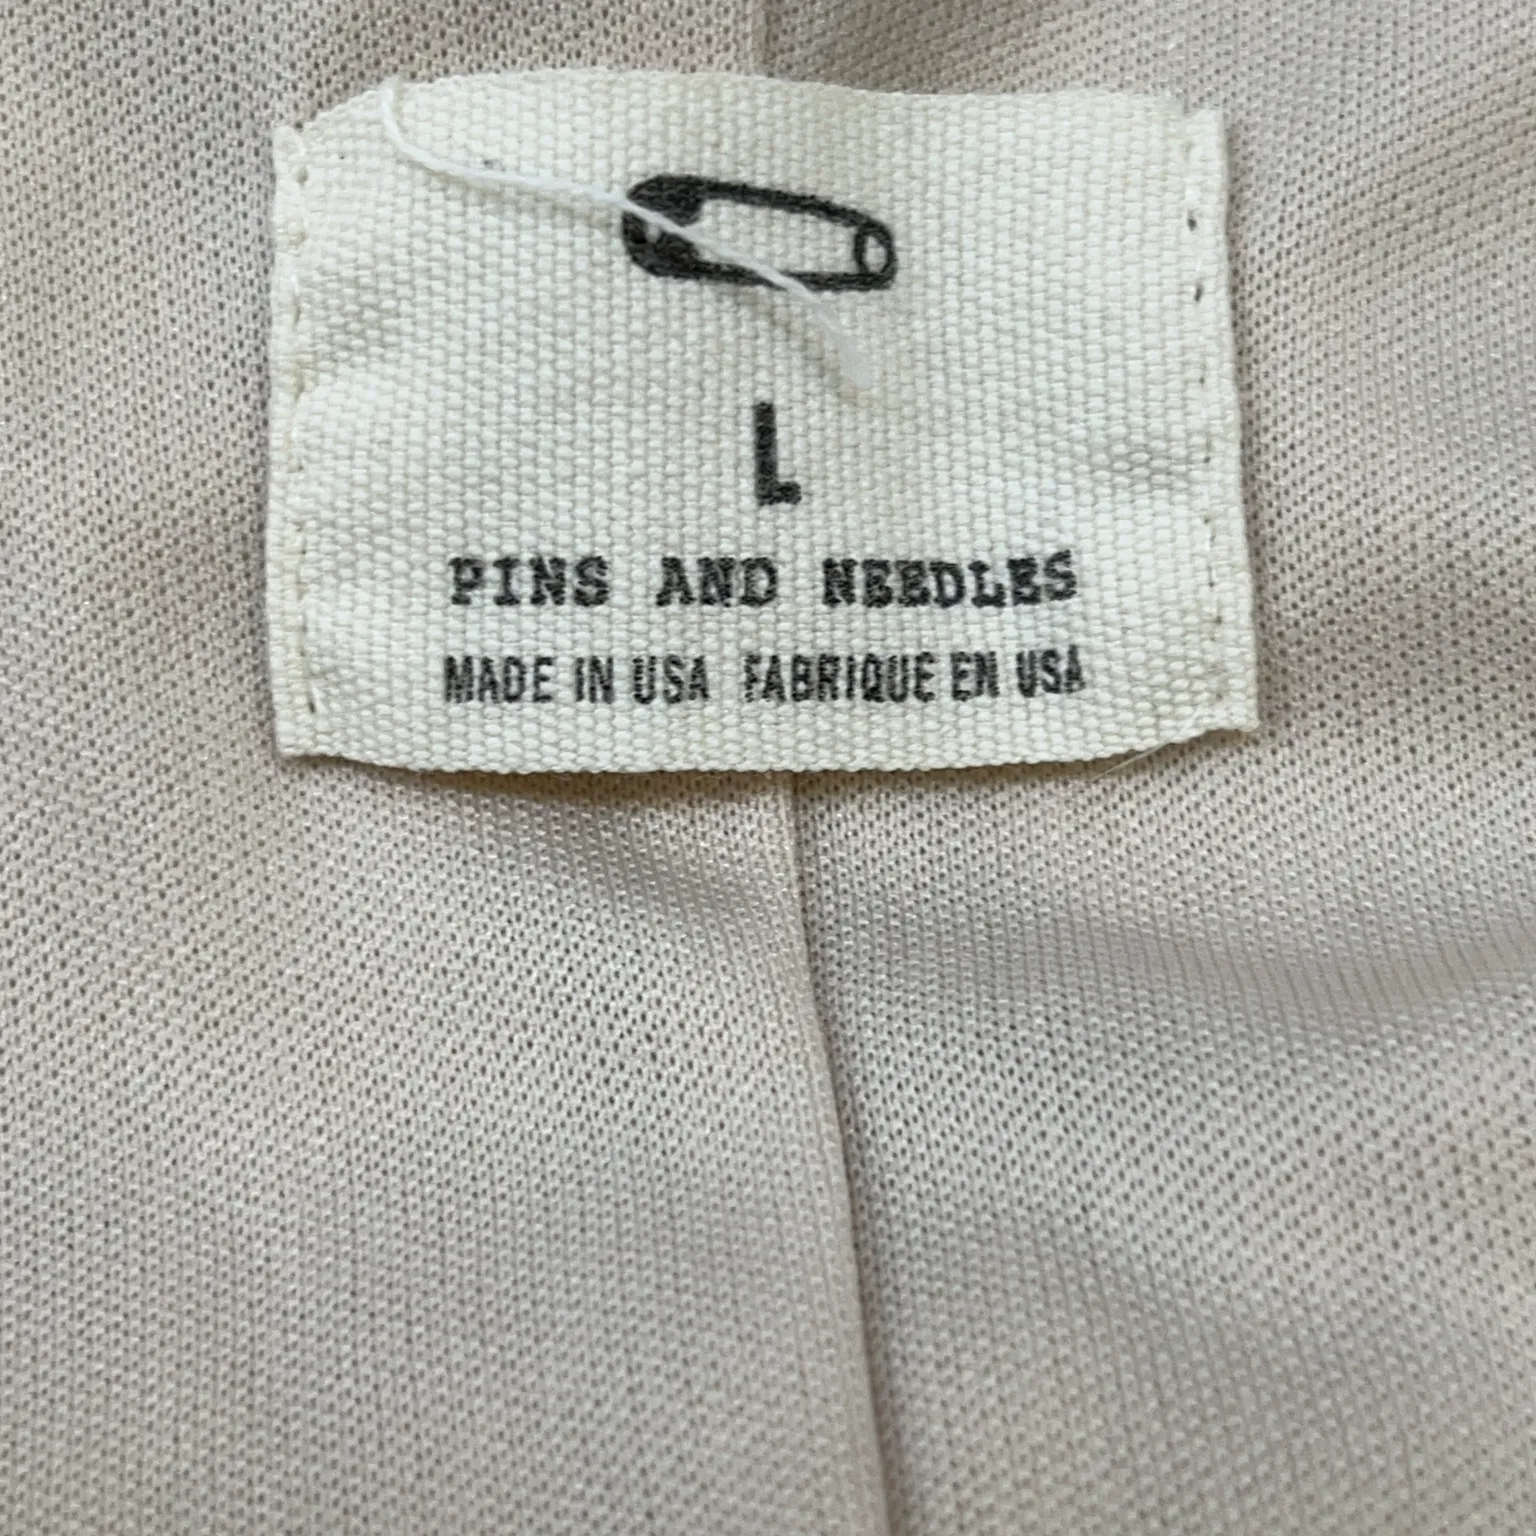 L
PINS AND NEEDLES
MADE IN USA FABRIQUE EN USA